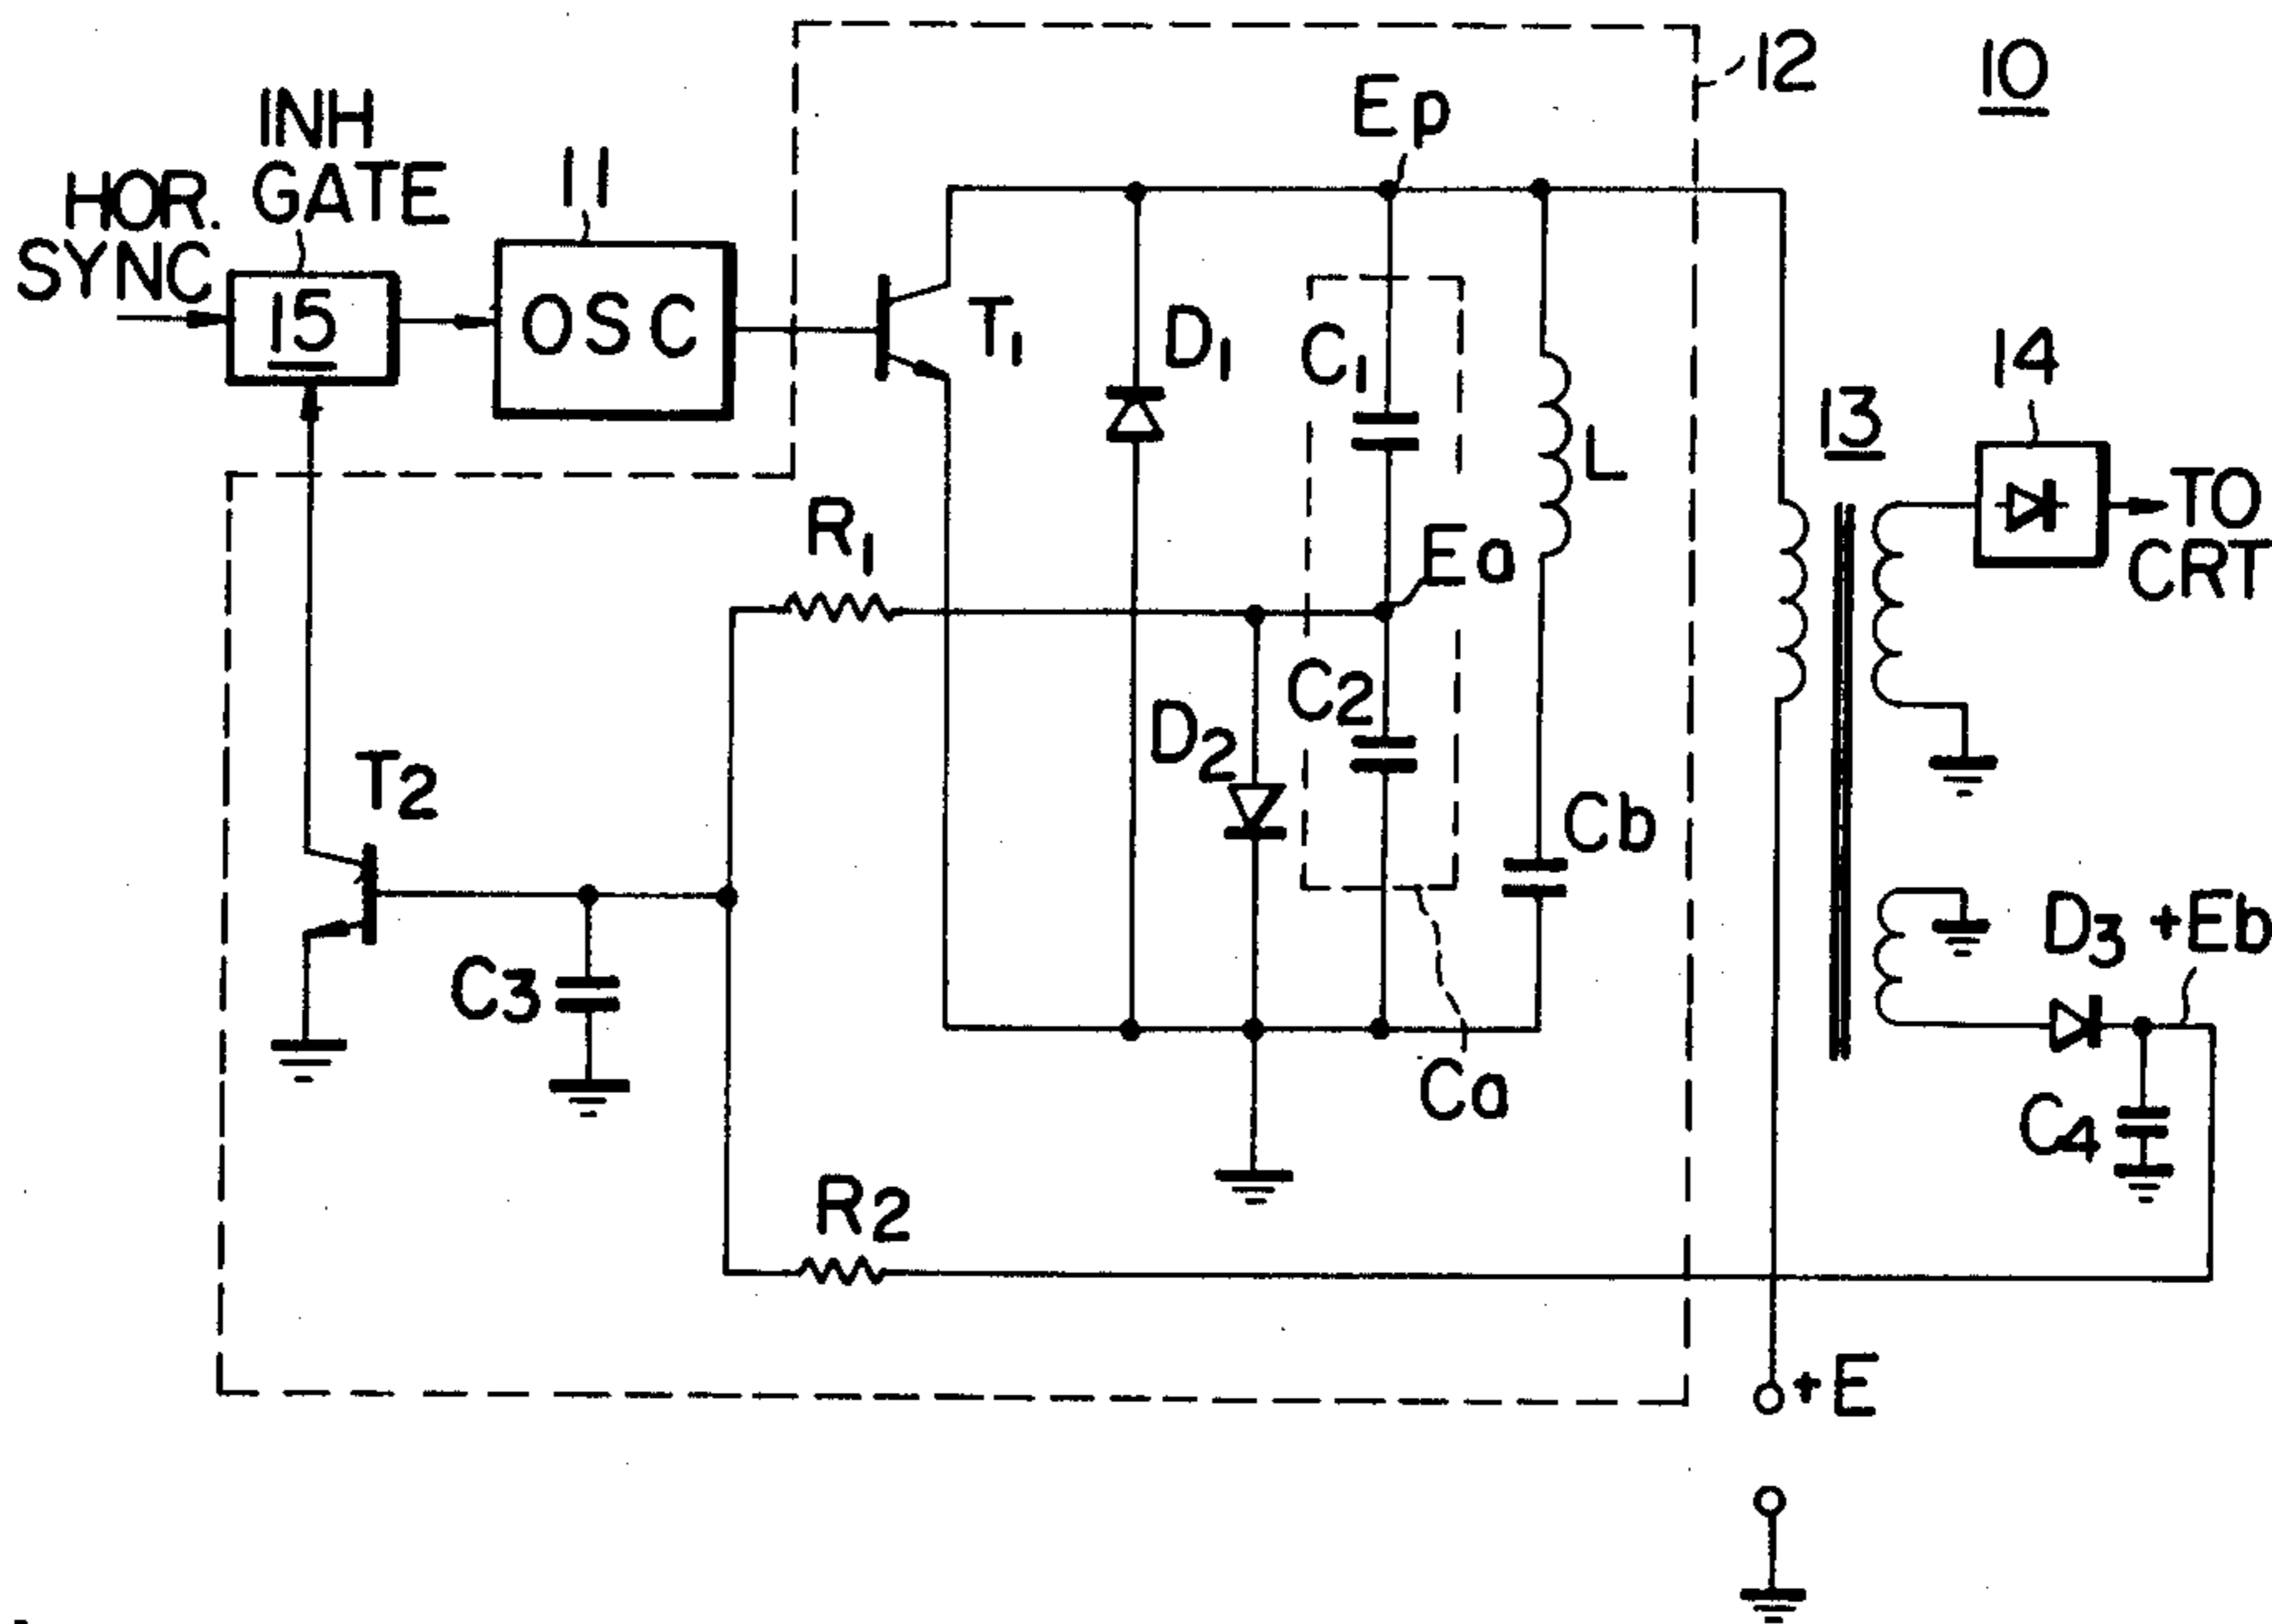 12
10
Ep
INH
GATE
HOR.
SYNC
11
15
OSC
T1
D1
C1
L
14
13
TO
CRT
R1
Ea
C2
D2
T2
Cb
C3
D3
+Eb
Ca
C4
R2
+E